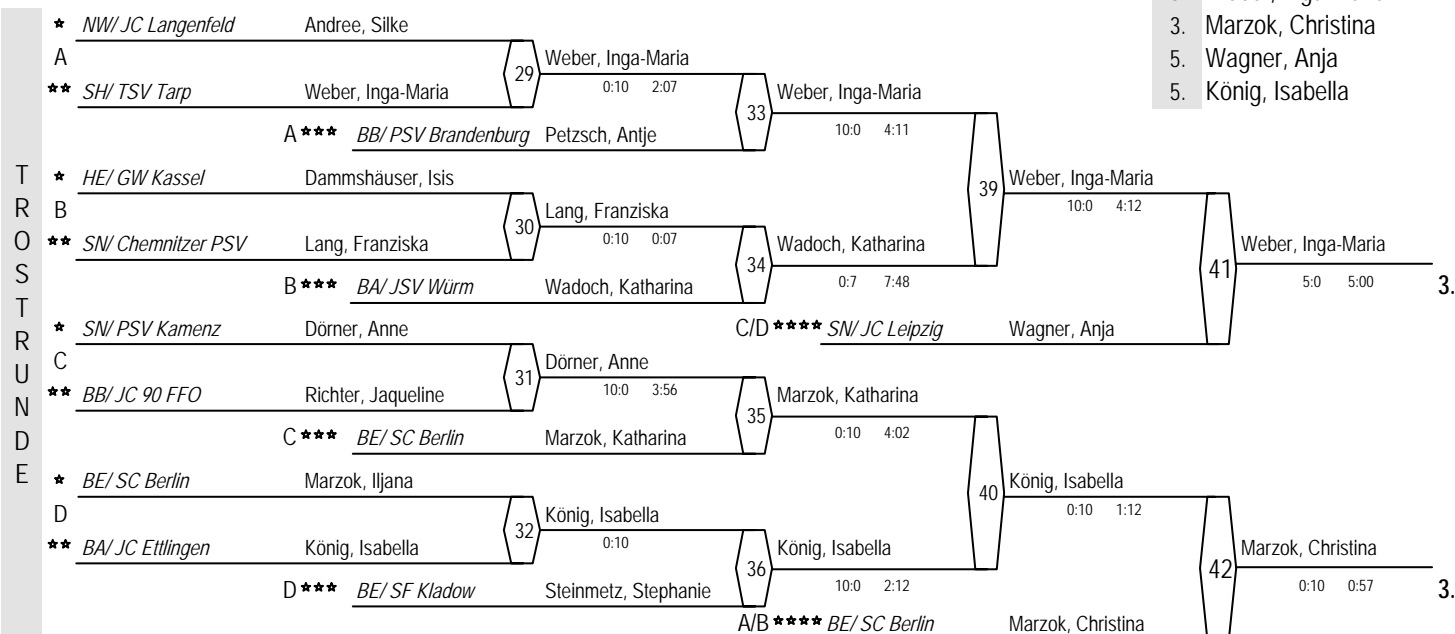 3. Marzok, Christina
5. Wagner, Anja
5. König, Isabella
TROSTRUNDE
* NW/ JC Langenfeld Andree, Silke
A
29 Weber, Inga-Maria
0:10 2:07
** SH/ TSV Tarp Weber, Inga-Maria
33 Weber, Inga-Maria
10:0 4:11
A *** BB/ PSV Brandenburg Petzsch, Antje
* HE/ GW Kassel Dammshäuser, Isis
39 Weber, Inga-Maria
10:0 4:12
B
30 Lang, Franziska
0:10 0:07
** SN/ Chemnitzer PSV Lang, Franziska
34 Wadoch, Katharina
0:7 7:48
41 Weber, Inga-Maria
5:0 5:00 3.
B *** BA/ JSV Würm Wadoch, Katharina
* SN/ PSV Kamenz Dörner, Anne
C/D **** SN/ JC Leipzig Wagner, Anja
C
31 Dörner, Anne
10:0 3:56
** BB/ JC 90 FFO Richter, Jaqueline
35 Marzok, Katharina
0:10 4:02
C *** BE/ SC Berlin Marzok, Katharina
* BE/ SC Berlin Marzok, Iljana
40 König, Isabella
0:10 1:12
D
32 König, Isabella
0:10
** BA/ JC Ettlingen König, Isabella
36 König, Isabella
10:0 2:12
42 Marzok, Christina
0:10 0:57 3.
D *** BE/ SF Kladow Steinmetz, Stephanie
A/B **** BE/ SC Berlin Marzok, Christina